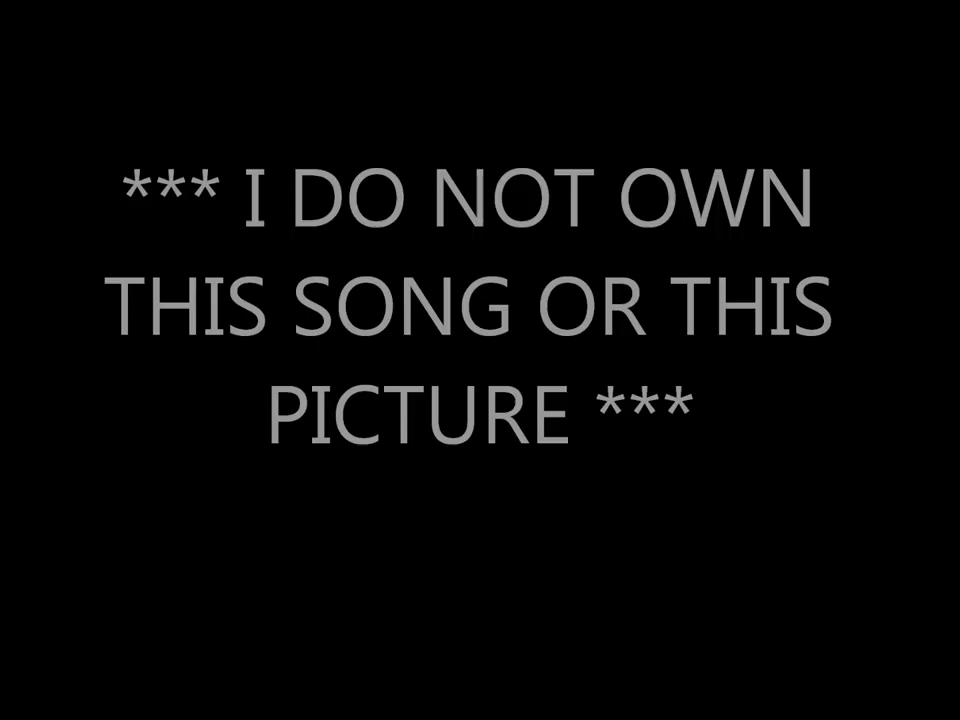 *** I DO NOT OWN
THIS SONG OR THIS
PICTURE ***